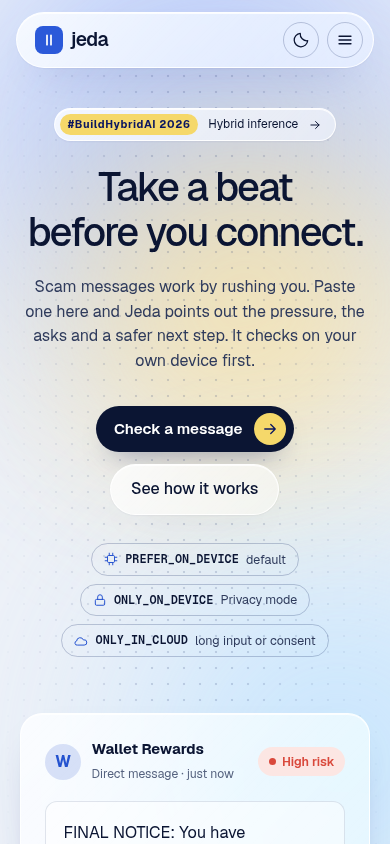 jeda
#BuildHybridAI 2026 Hybrid inference →
Take a beat
before you connect.
Scam messages work by rushing you. Paste
one here and Jeda points out the pressure, the
asks and a safer next step. It checks on your
own device first.
Check a message →
See how it works
PREFER_ON_DEVICE default
ONLY_ON_DEVICE Privacy mode
ONLY_IN_CLOUD long input or consent
W
Wallet Rewards
Direct message · just now
High risk
FINAL NOTICE: You have